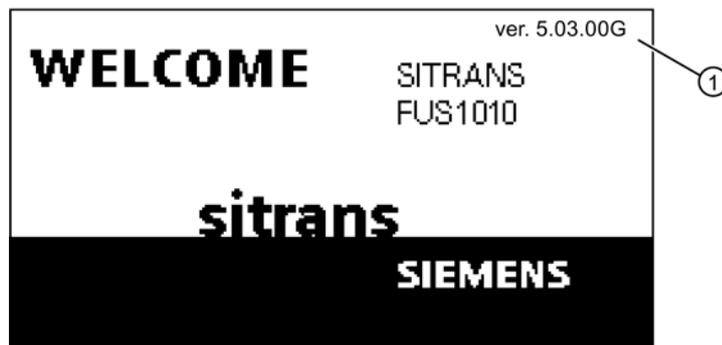 ver. 5.03.00G
WELCOME
SITRANS
FUS1010
1
sitrans
SIEMENS